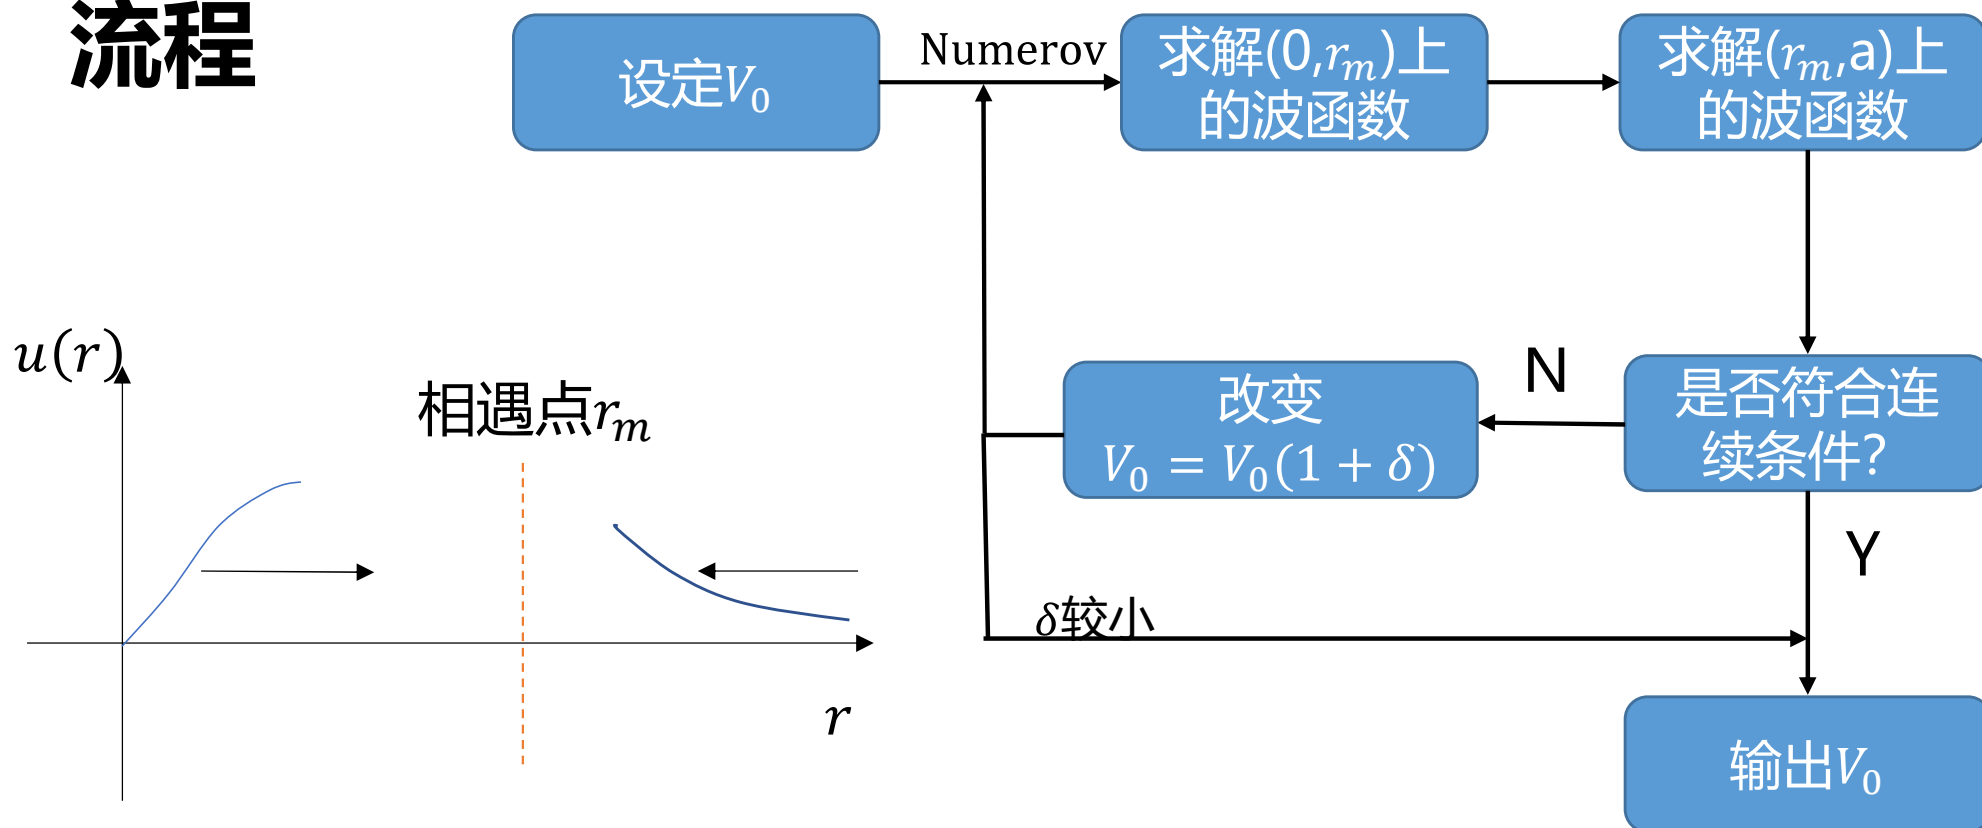 流程
设定V₀
Numerov
求解(0,rₘ)上
的波函数
求解(rₘ,a)上
的波函数
u(r)
相遇点rₘ
r
改变
V₀ = V₀(1 + δ)
N
是否符合连
续条件?
Y
δ较小
输出V₀